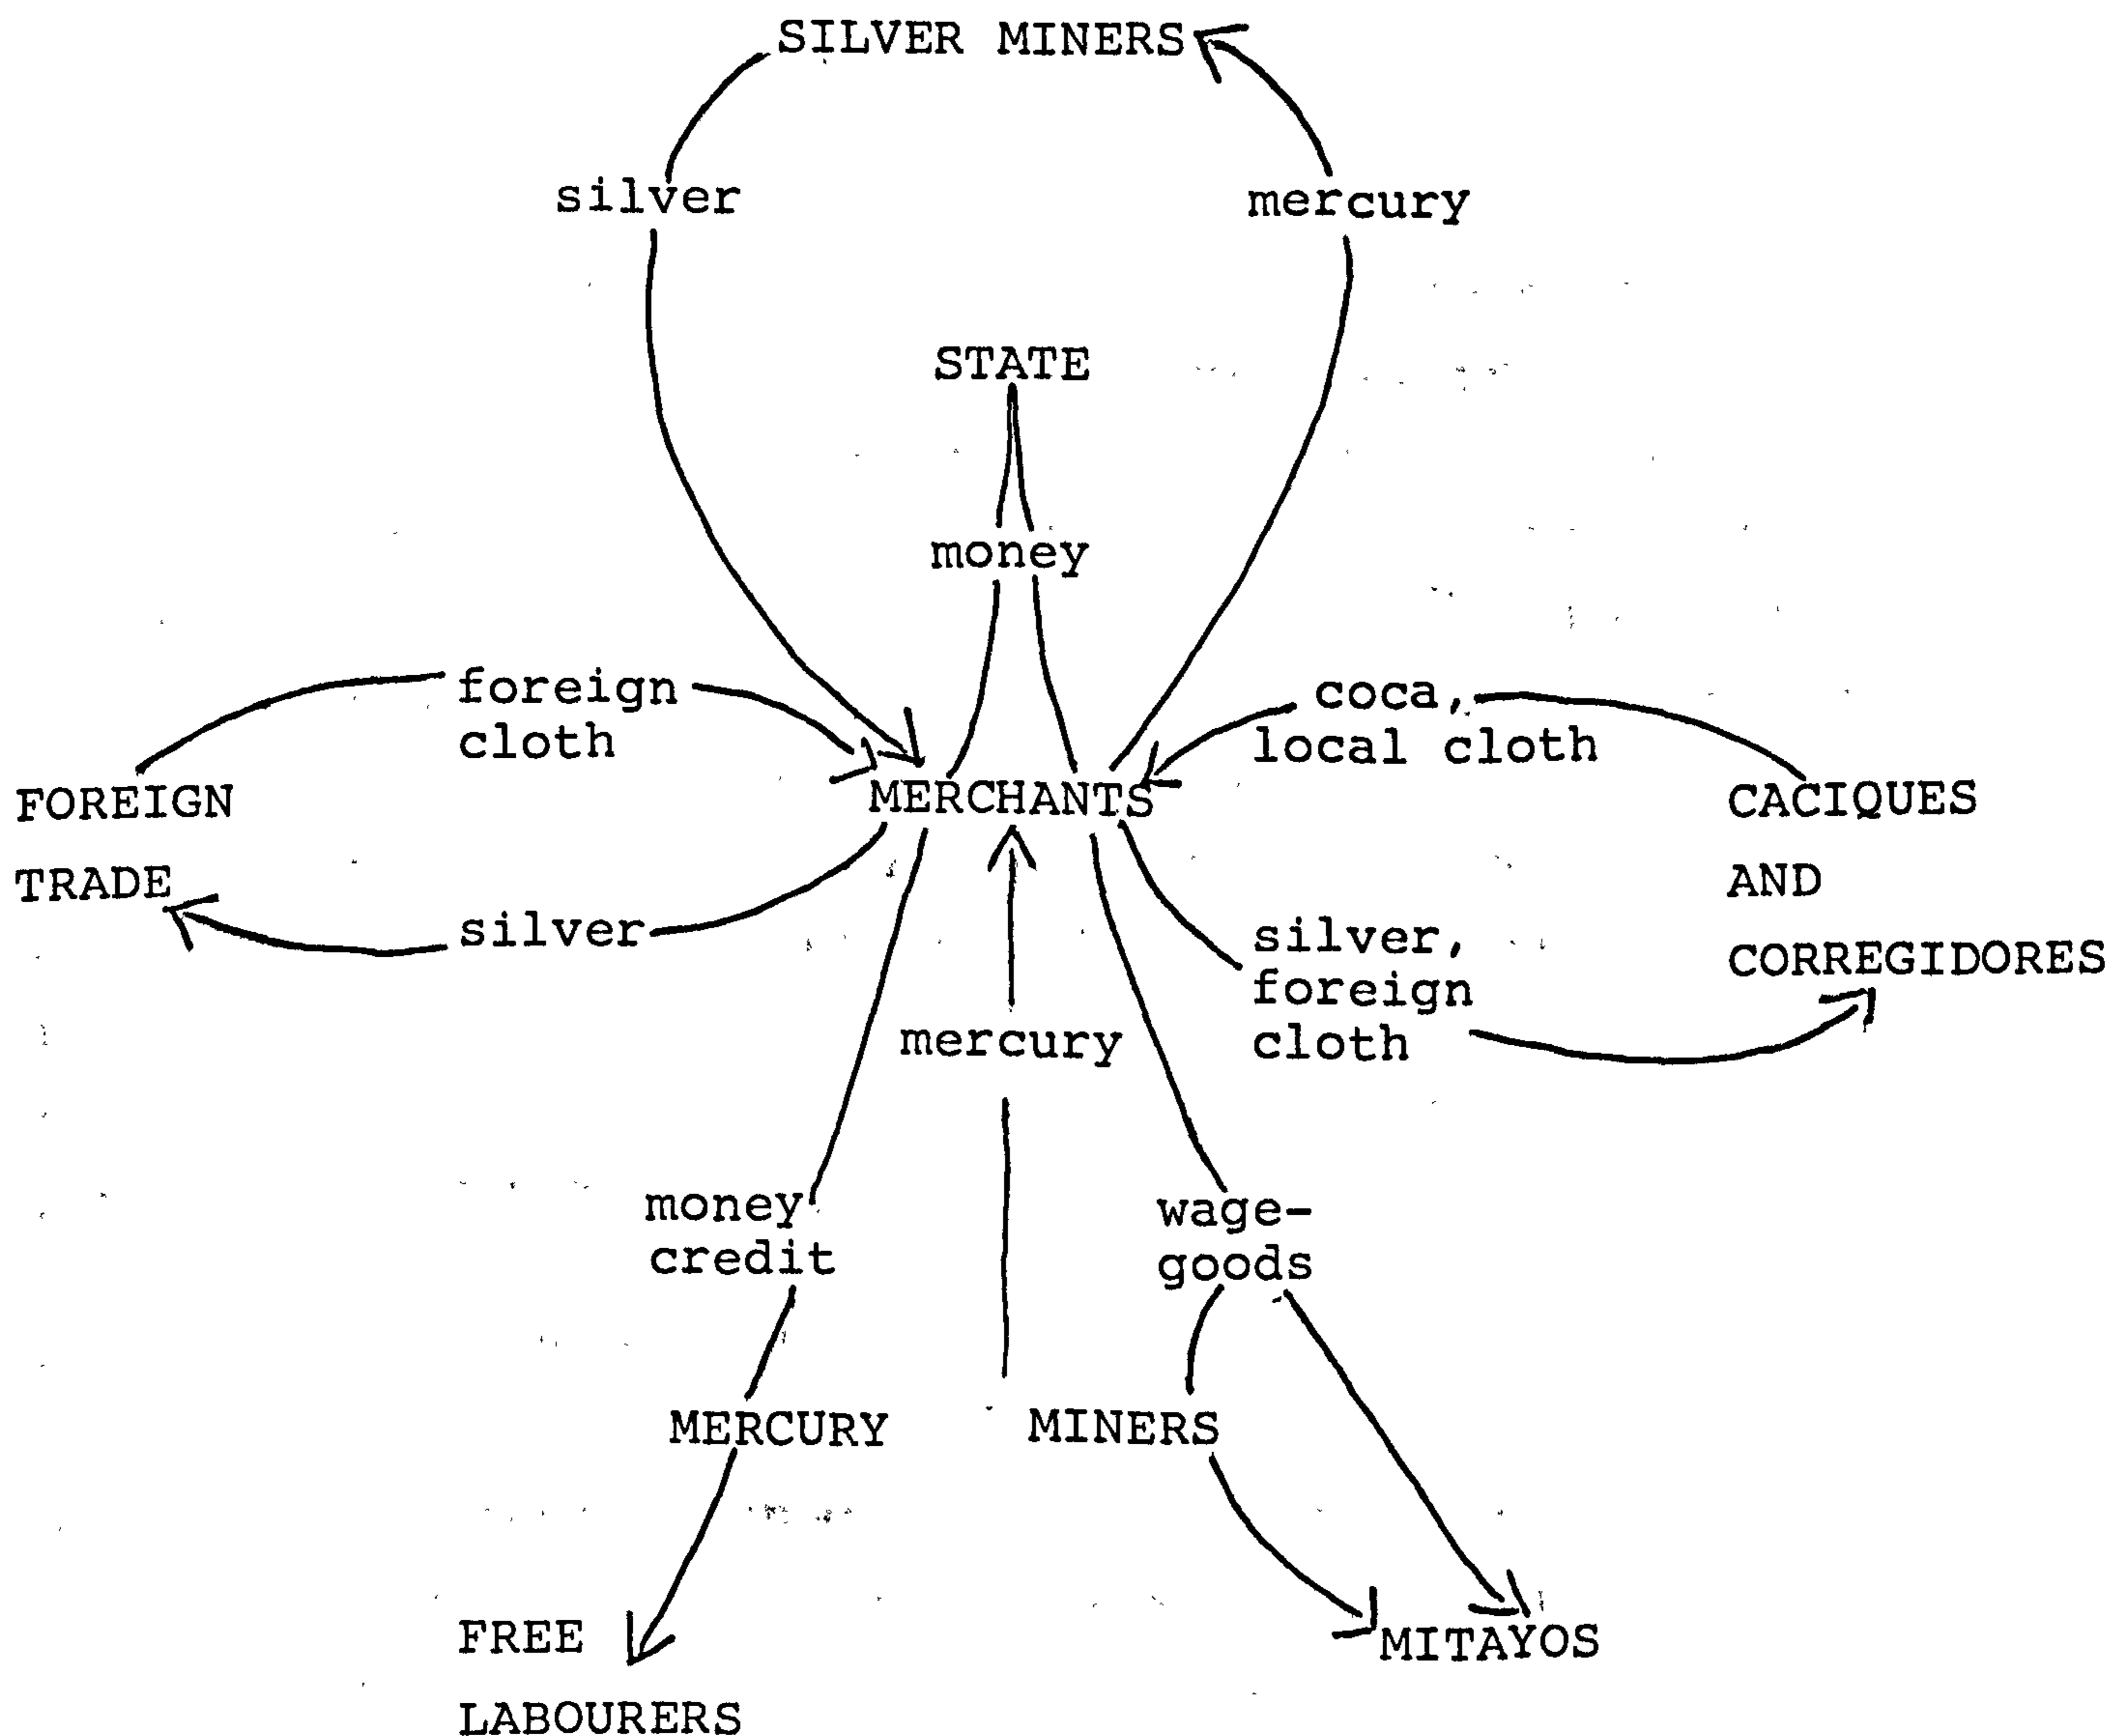 SILVER MINERS
silver
mercury
STATE
money
foreign
cloth
coca,
local cloth
FOREIGN
TRADE
MERCHANTS
CACIQUES
AND
CORREGIDORES
silver
silver,
foreign
cloth
mercury
money
credit
wage-
goods
MERCURY MINERS
FREE
LABOURERS
MITAYOS